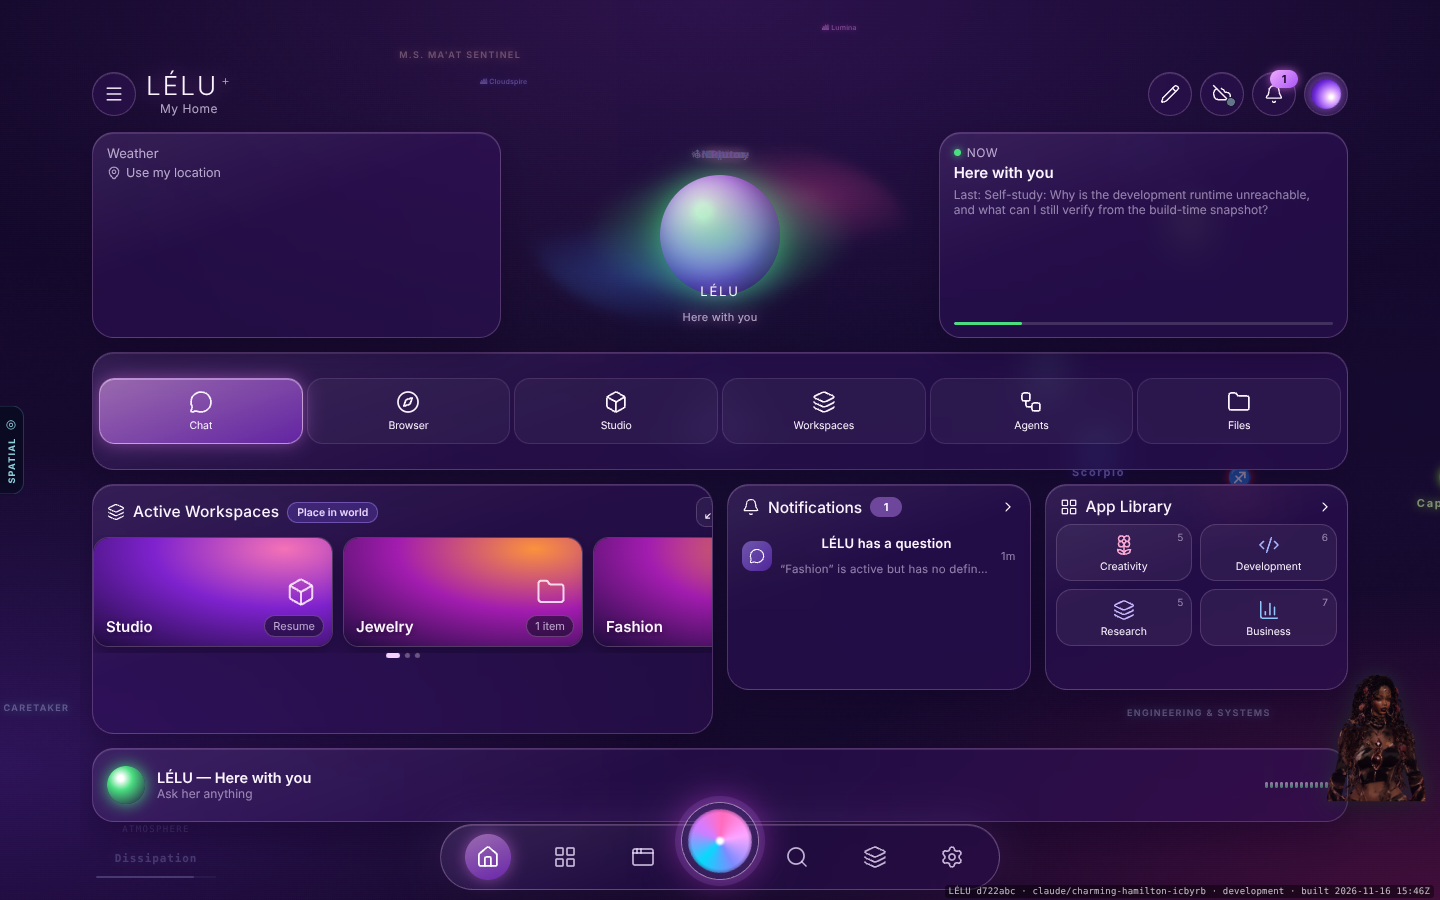 Lumina
M.S. MA'AT SENTINEL
Cloudspire
LÉLU +
My Home
1
Weather
Use my location
LÉLU
Here with you
NOW
Here with you
Last: Self-study: Why is the development runtime unreachable,
and what can I still verify from the build-time snapshot?
Chat
Browser
Studio
Workspaces
Agents
Files
SPATIAL
Scorpio
Cap
Active Workspaces
Place in world
Studio
Resume
Jewelry
1 item
Fashion
Notifications
1
LÉLU has a question
“Fashion” is active but has no defin...
1m
App Library
Creativity
5
Development
6
Research
5
Business
7
CARETAKER
ENGINEERING & SYSTEMS
LÉLU — Here with you
Ask her anything
ATMOSPHERE
Dissipation
LÉLU d722abc · claude/charming-hamilton-icbyrb · development · built 2026-11-16 15:46Z